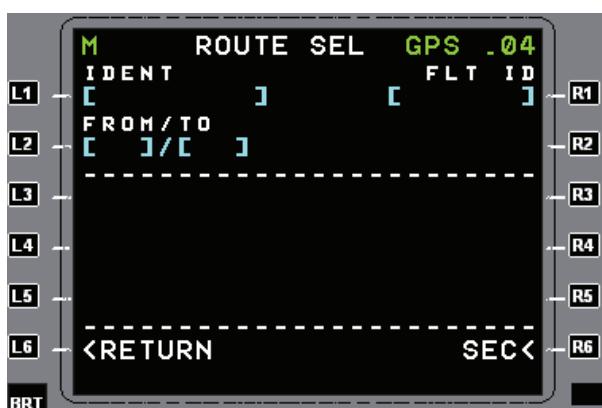 M ROUTE SEL GPS .04
IDENT FLT ID
L1 [ ] [ ] R1
FROM/TO
L2 [ ]/[ ] R2
L3 R3
L4 R4
L5 R5
L6 <RETURN SEC< R6
BRT